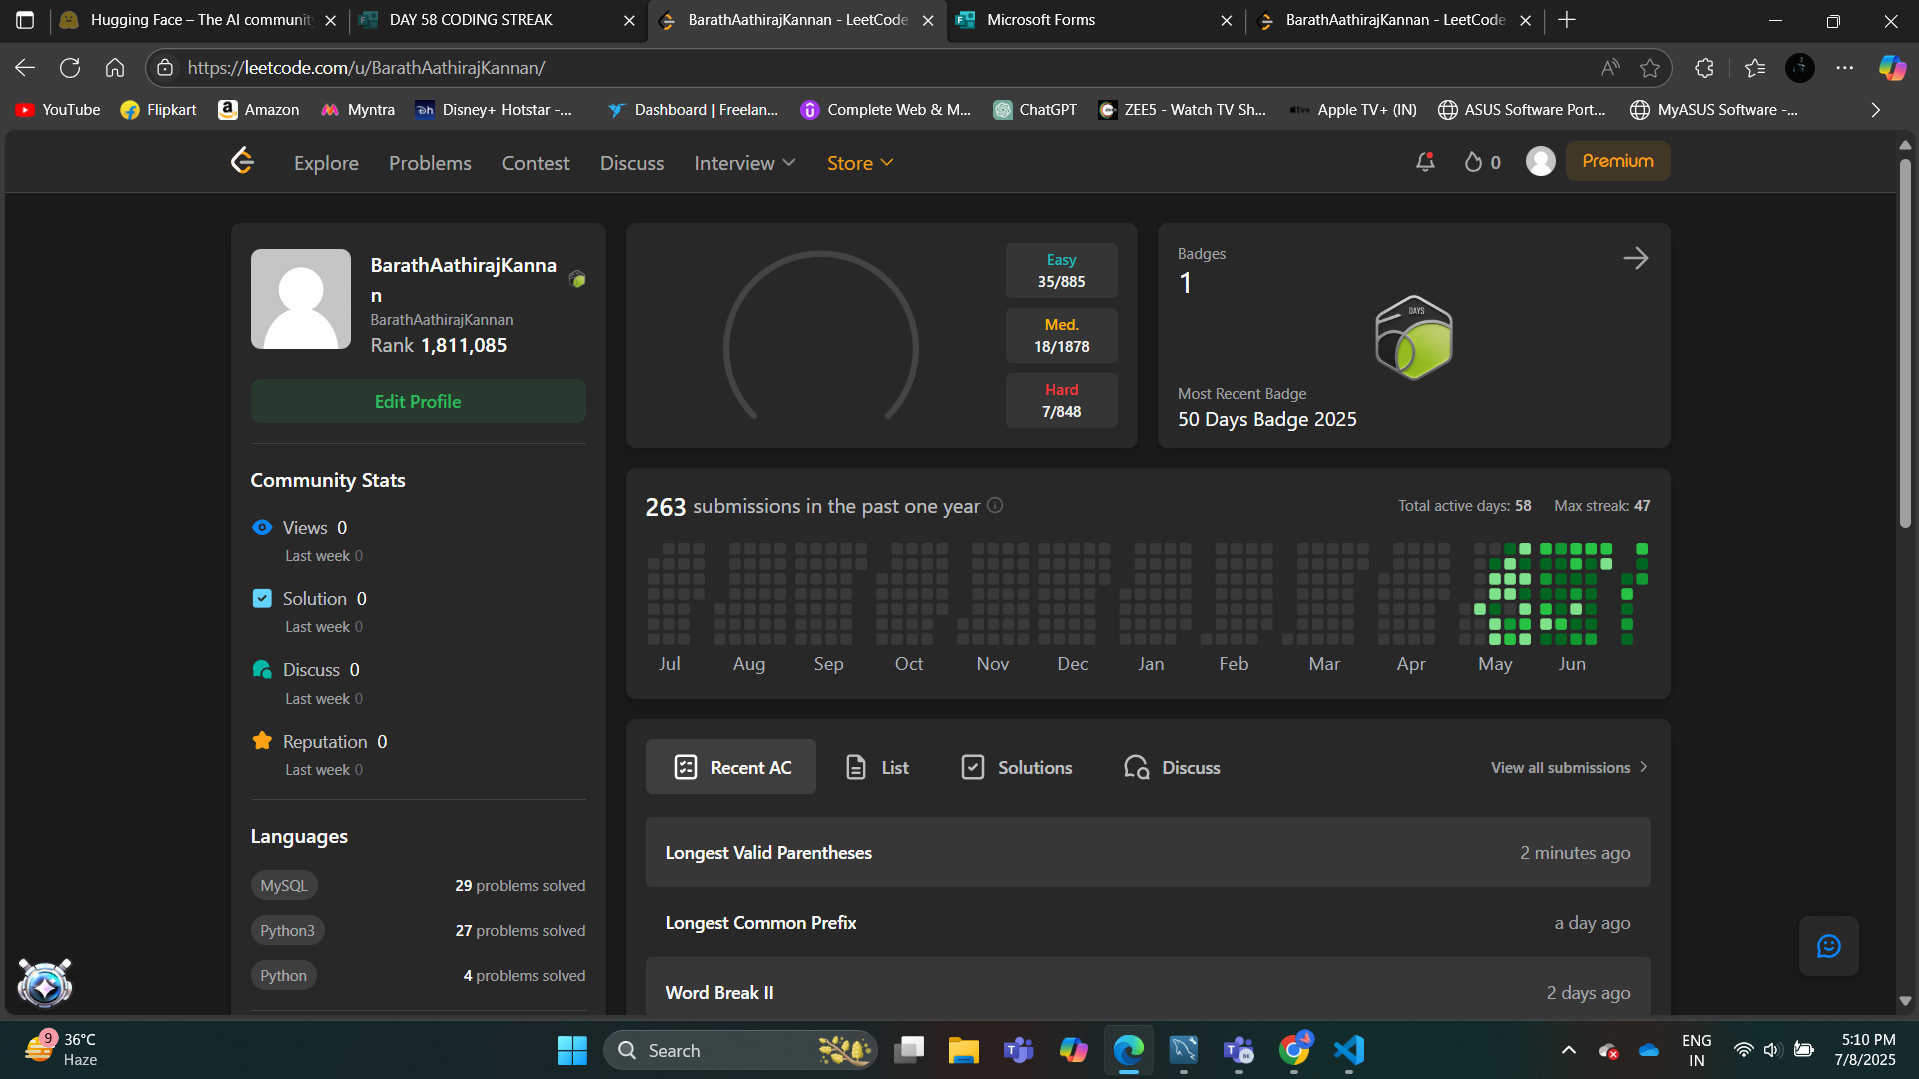 Hugging Face – The AI communit
DAY 58 CODING STREAK
BarathAathirajKannan - LeetCode
Microsoft Forms
BarathAathirajKannan - LeetCode
https://leetcode.com/u/BarathAathirajKannan/
YouTube
Flipkart
Amazon
Myntra
Disney+ Hotstar -...
Dashboard | Freelan...
Complete Web & M...
ChatGPT
ZEE5 - Watch TV Sh...
Apple TV+ (IN)
ASUS Software Port...
MyASUS Software -...
Explore
Problems
Contest
Discuss
Interview
Store
0
Premium
BarathAathirajKanna
n
BarathAathirajKannan
Rank 1,811,085
Edit Profile
Community Stats
Views 0
Last week 0
Solution 0
Last week 0
Discuss 0
Last week 0
Reputation 0
Last week 0
Languages
MySQL 29 problems solved
Python3 27 problems solved
Python 4 problems solved
Easy
35/885
Med.
18/1878
Hard
7/848
Badges
1
DAYS
Most Recent Badge
50 Days Badge 2025
263 submissions in the past one year
Total active days: 58 Max streak: 47
Jul Aug Sep Oct Nov Dec Jan Feb Mar Apr May Jun
Recent AC
List
Solutions
Discuss
View all submissions
Longest Valid Parentheses 2 minutes ago
Longest Common Prefix a day ago
Word Break II 2 days ago
9
36°C
Haze
Search
ENG
IN
5:10 PM
7/8/2025